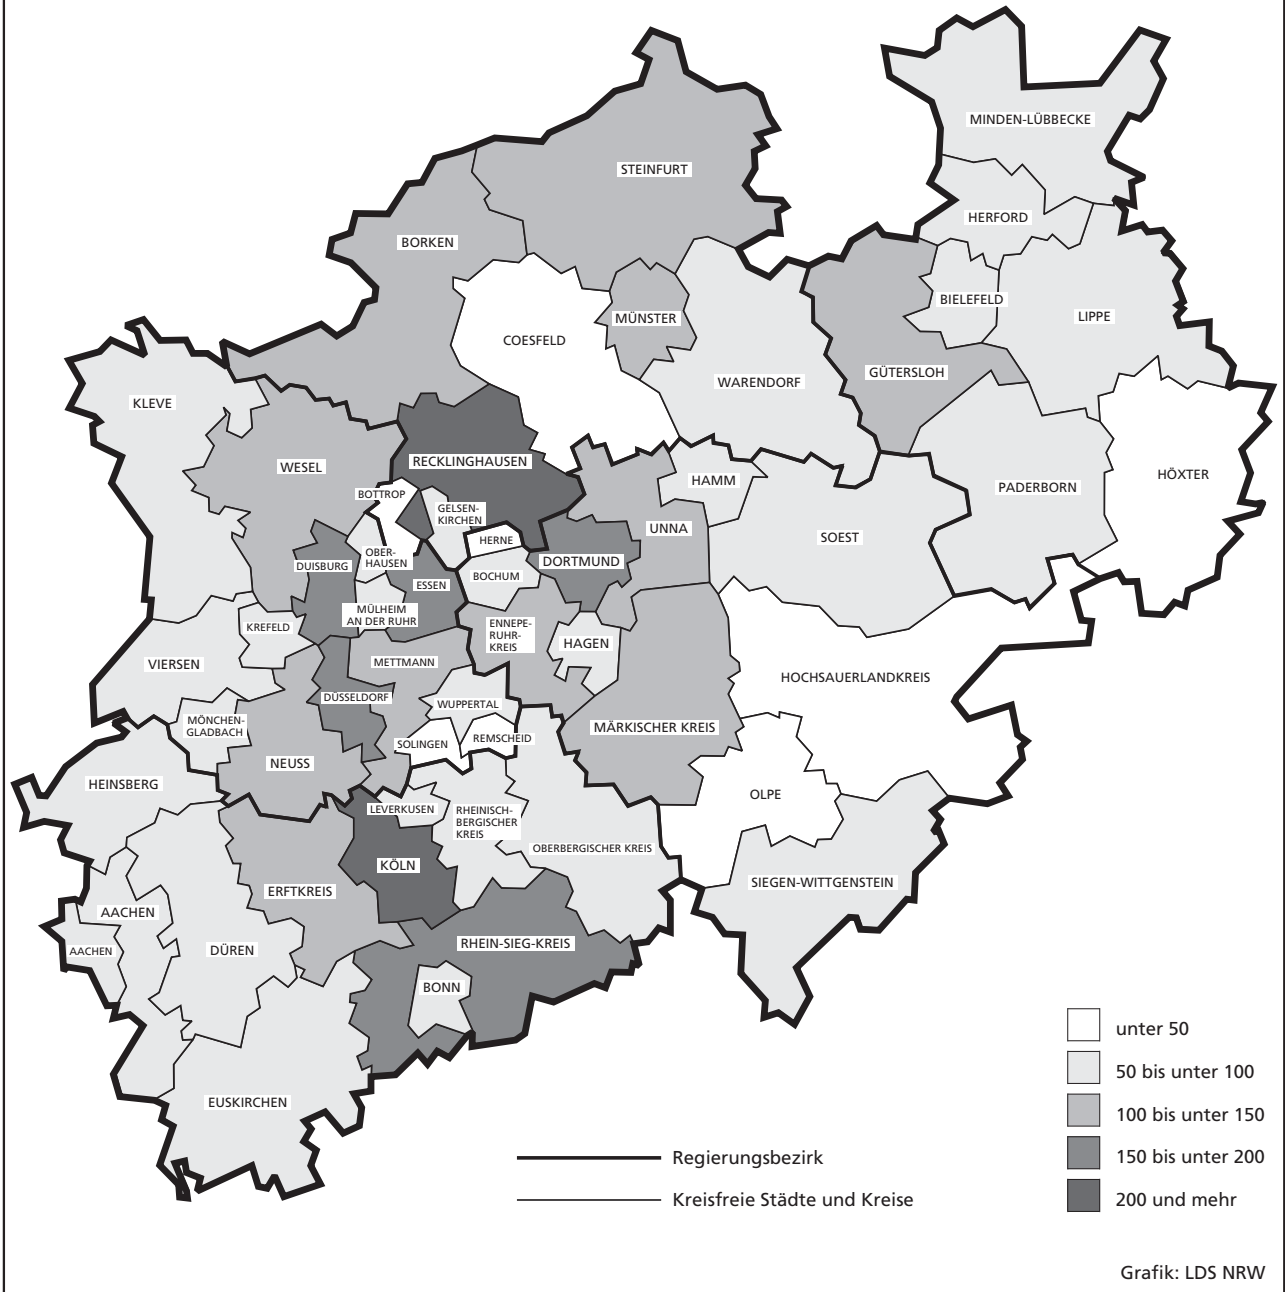 MINDEN-LÜBBECKE
STEINFURT
HERFORD
BORKEN
BIELEFELD
LIPPE
MÜNSTER
COESFELD
GÜTERSLOH
WARENDORF
KLEVE
RECKLINGHAUSEN
WESEL
HÖXTER
HAMM
PADERBORN
BOTTROP
GELSEN-
KIRCHEN
UNNA
SOEST
HERNE
OBER-
HAUSEN
DORTMUND
DUISBURG
BOCHUM
ESSEN
MÜLHEIM
AN DER RUHR
KREFELD
ENNEPE-
RUHR-
KREIS
HAGEN
VIERSEN
METTMANN
HOCHSAUERLANDKREIS
DÜSSELDORF
WUPPERTAL
MÖNCHEN-
GLADBACH
MÄRKISCHER KREIS
SOLINGEN
REMSCHEID
NEUSS
HEINSBERG
OLPE
LEVERKUSEN
RHEINISCH-
BERGISCHER
KREIS
OBERBERGISCHER KREIS
KÖLN
SIEGEN-WITTGENSTEIN
ERFTKREIS
AACHEN
RHEIN-SIEG-KREIS
AACHEN
DÜREN
BONN
EUSKIRCHEN
unter 50
50 bis unter 100
100 bis unter 150
150 bis unter 200
200 und mehr
Regierungsbezirk
Kreisfreie Städte und Kreise
Grafik: LDS NRW